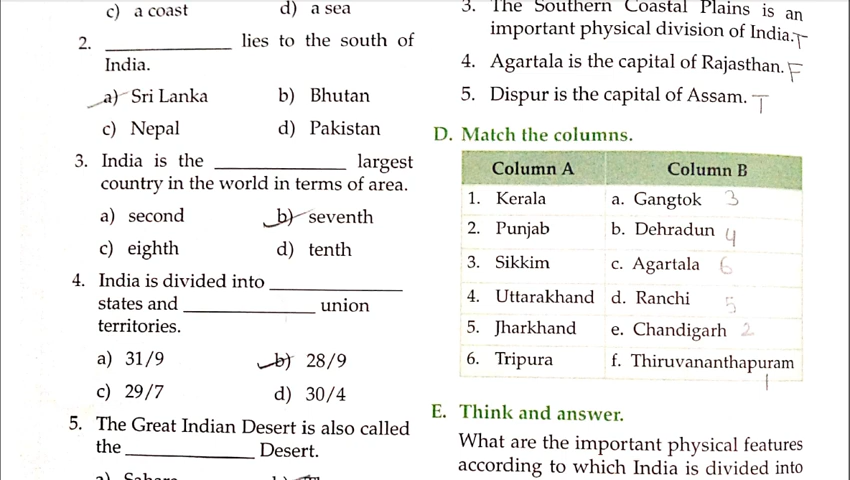 c) a coast d) a sea
2. ____________ lies to the south of
India.
a) Sri Lanka b) Bhutan
c) Nepal d) Pakistan
3. India is the ____________ largest
country in the world in terms of area.
a) second b) seventh
c) eighth d) tenth
4. India is divided into ____________
states and ____________ union
territories.
a) 31/9 b) 28/9
c) 29/7 d) 30/4
5. The Great Indian Desert is also called
the ____________ Desert.
a) Sahara
3. The Southern Coastal Plains is an
important physical division of India. T
4. Agartala is the capital of Rajasthan. F
5. Dispur is the capital of Assam. T
D. Match the columns.
Column A Column B
1. Kerala a. Gangtok 3
2. Punjab b. Dehradun 4
3. Sikkim c. Agartala 6
4. Uttarakhand d. Ranchi 5
5. Jharkhand e. Chandigarh 2
6. Tripura f. Thiruvananthapuram
1
E. Think and answer.
What are the important physical features
according to which India is divided into